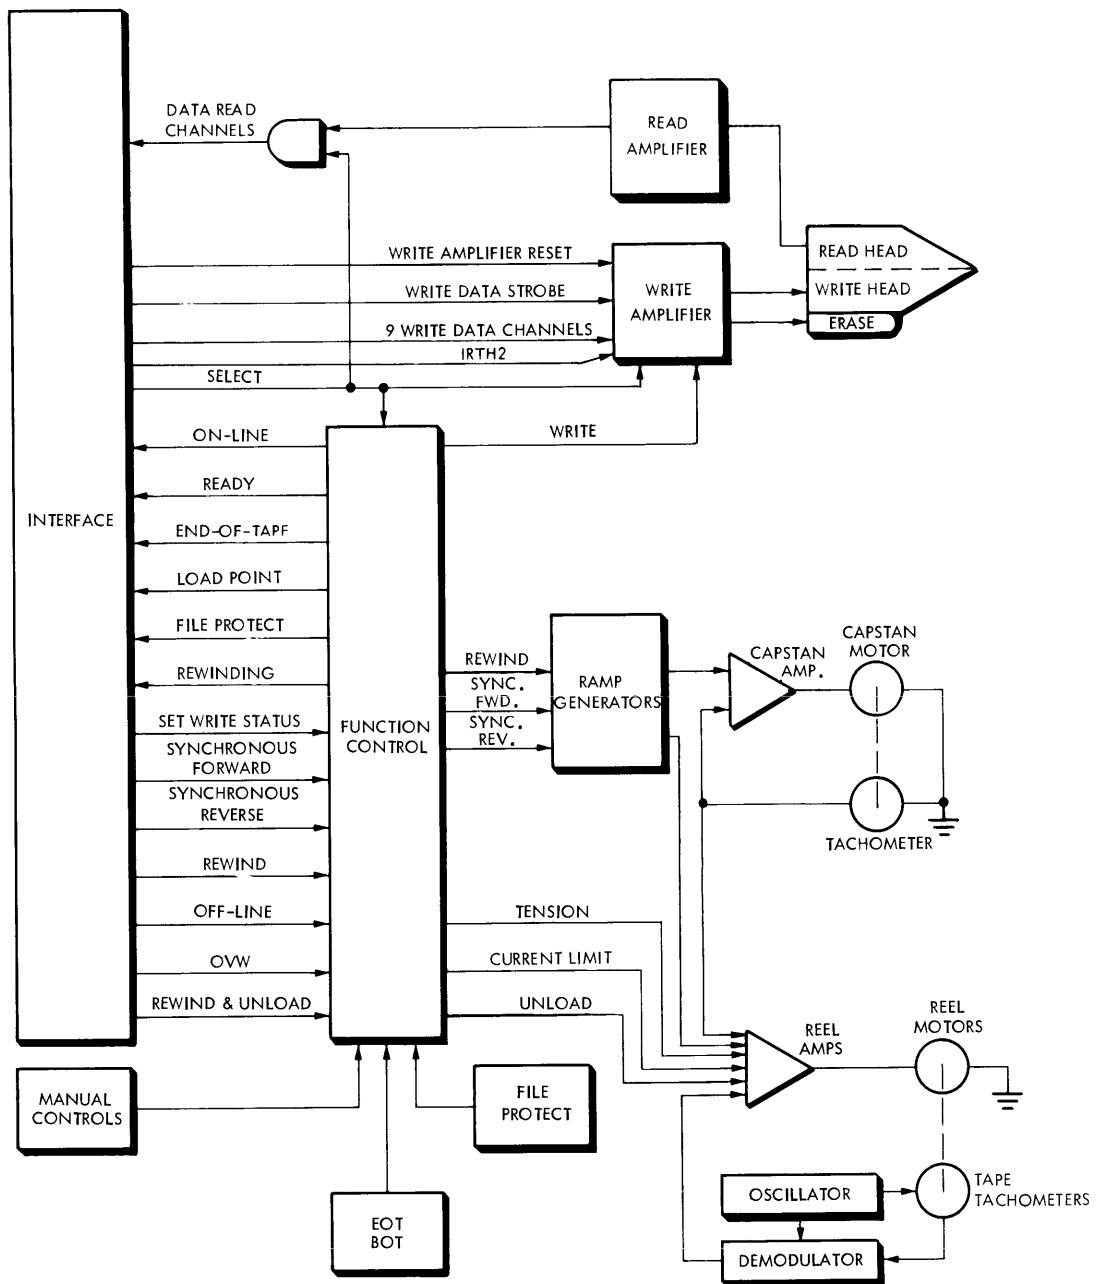 DATA READ
CHANNELS
READ
AMPLIFIER
WRITE AMPLIFIER RESET
WRITE DATA STROBE
9 WRITE DATA CHANNELS
IRTH2
SELECT
WRITE
AMPLIFIER
READ HEAD
WRITE HEAD
ERASE
INTERFACE
ON-LINE
READY
END-OF-TAPF
LOAD POINT
FILE PROTECT
REWINDING
SET WRITE STATUS
SYNCHRONOUS
FORWARD
SYNCHRONOUS
REVERSE
REWIND
OFF-LINE
OVW
REWIND & UNLOAD
FUNCTION
CONTROL
WRITE
REWIND
SYNC.
FWD.
SYNC.
REV.
RAMP
GENERATORS
CAPSTAN
AMP.
CAPSTAN
MOTOR
TACHOMETER
TENSION
CURRENT LIMIT
UNLOAD
REEL
AMPS
REEL
MOTORS
MANUAL
CONTROLS
FILE
PROTECT
EOT
BOT
OSCILLATOR
DEMODULATOR
TAPE
TACHOMETERS